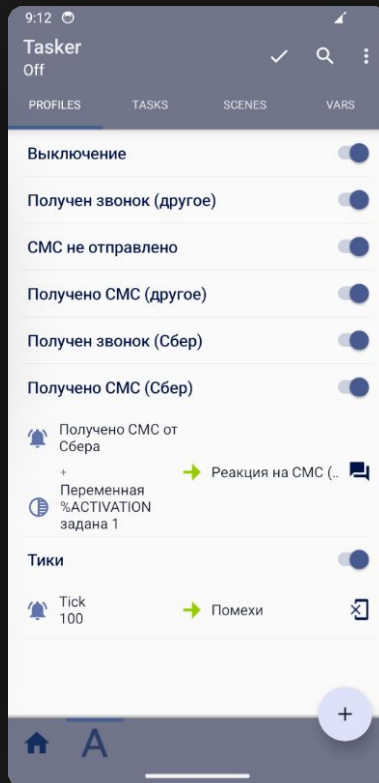 9:12
Tasker
Off
PROFILES TASKS SCENES VARS
Выключение
Получен звонок (другое)
СМС не отправлено
Получено СМС (другое)
Получен звонок (Сбер)
Получено СМС (Сбер)
Получено СМС от
Сбера
+
Реакция на СМС (..
Переменная
%ACTIVATION
задана 1
Тики
Tick
100
Помехи
+
A